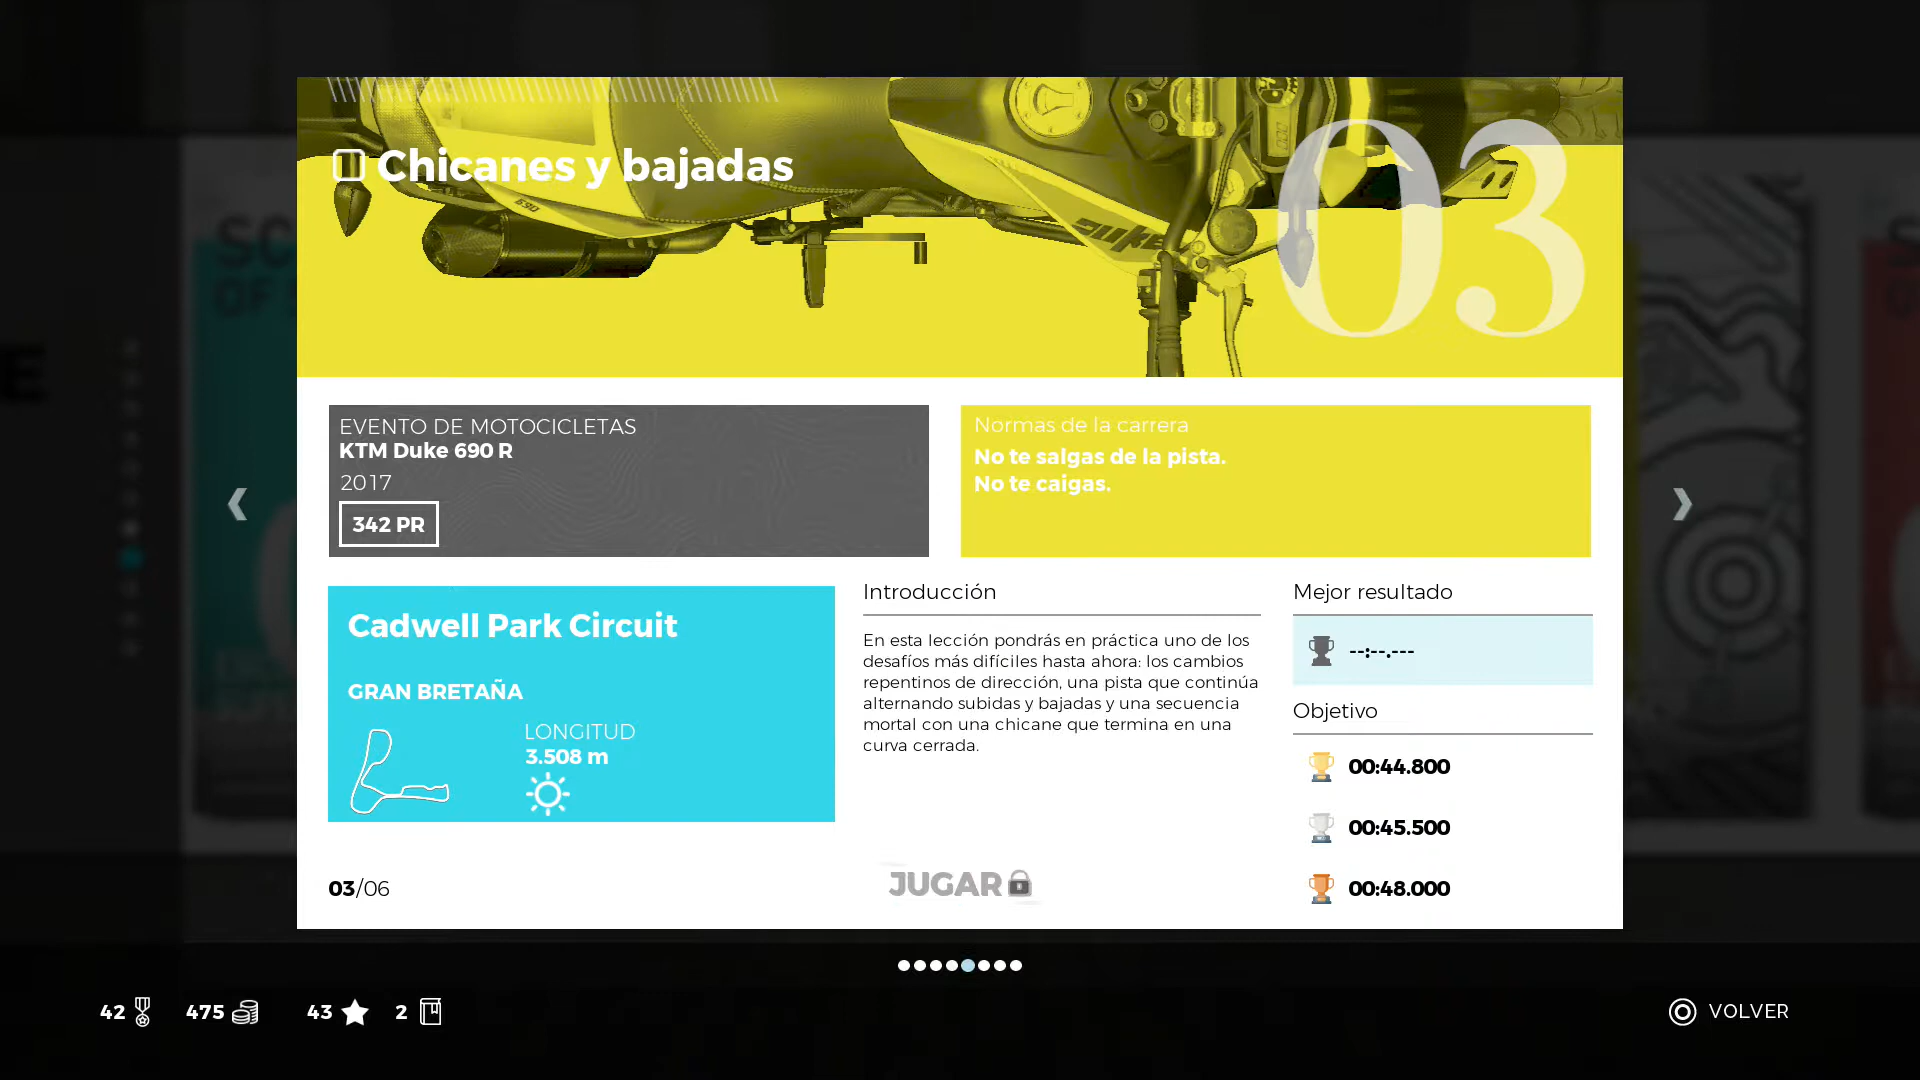 Chicanes y bajadas
03
690
DUKE
EVENTO DE MOTOCICLETAS
KTM Duke 690 R
2017
342 PR
Normas de la carrera
No te salgas de la pista.
No te caigas.
Cadwell Park Circuit
GRAN BRETAÑA
LONGITUD
3.508 m
Introducción
En esta lección pondrás en práctica uno de los
desafíos más difíciles hasta ahora: los cambios
repentinos de dirección, una pista que continúa
alternando subidas y bajadas y una secuencia
mortal con una chicane que termina en una
curva cerrada.
Mejor resultado
--:--.---
Objetivo
00:44.800
00:45.500
00:48.000
03/06
JUGAR
42
475
43
2
VOLVER